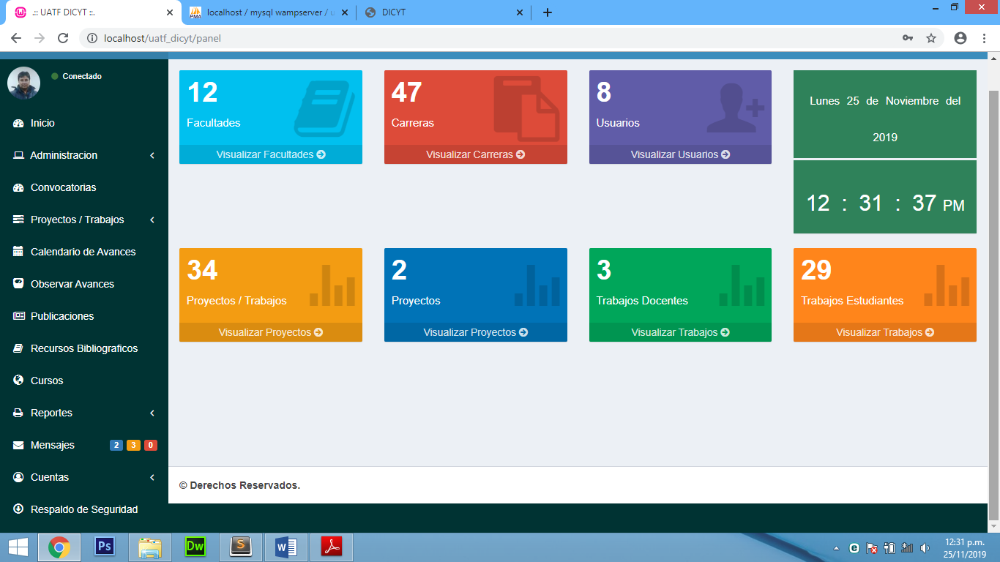 .:: UATF DICYT ::.
localhost / mysql wampserver / u
DICYT
localhost/uatf_dicyt/panel
Conectado
Inicio
Administracion
Convocatorias
Proyectos / Trabajos
Calendario de Avances
Observar Avances
Publicaciones
Recursos Bibliograficos
Cursos
Reportes
Mensajes 2 3 0
Cuentas
Respaldo de Seguridad
12
Facultades
Visualizar Facultades
47
Carreras
Visualizar Carreras
8
Usuarios
Visualizar Usuarios
Lunes 25 de Noviembre del
2019
12 : 31 : 37 PM
34
Proyectos / Trabajos
Visualizar Proyectos
2
Proyectos
Visualizar Proyectos
3
Trabajos Docentes
Visualizar Trabajos
29
Trabajos Estudiantes
Visualizar Trabajos
© Derechos Reservados.
Ps
Dw
S
W
12:31 p.m.
25/11/2019